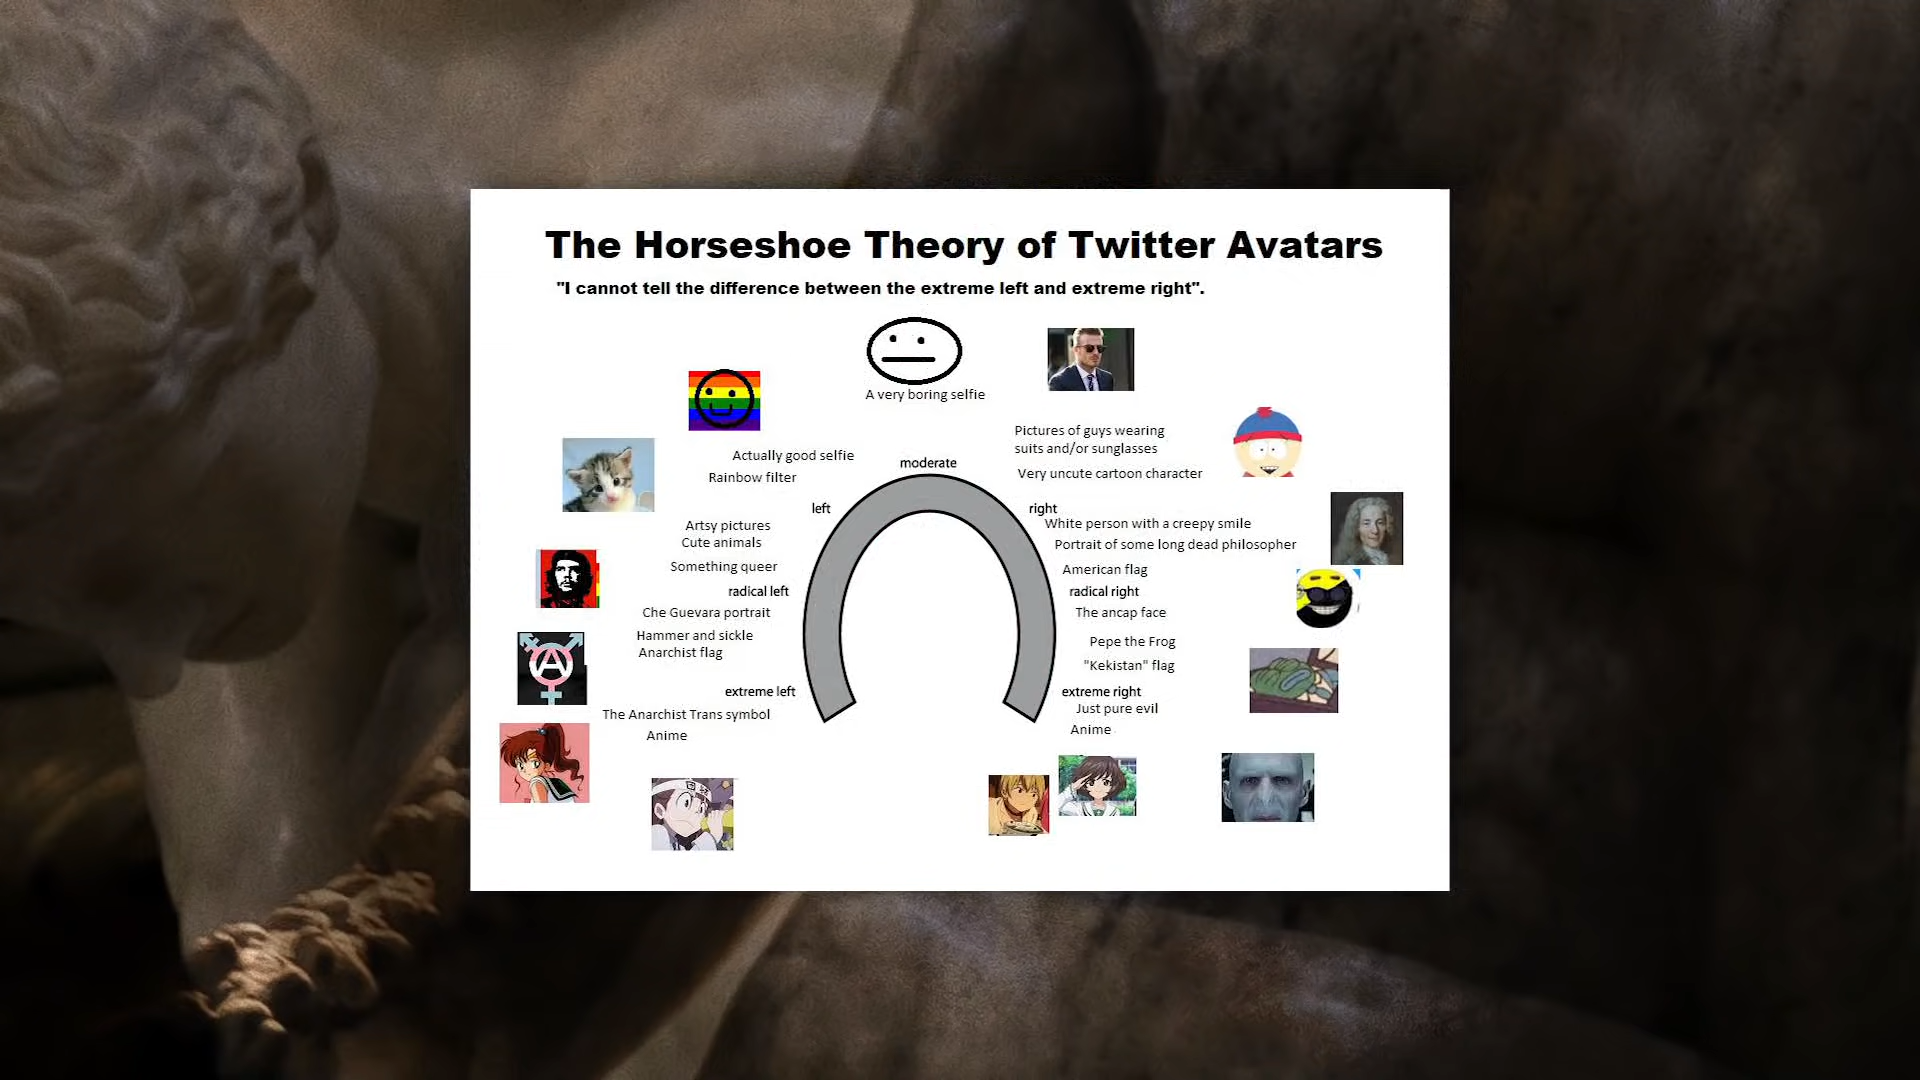 The Horseshoe Theory of Twitter Avatars
"I cannot tell the difference between the extreme left and extreme right".
A very boring selfie
Actually good selfie
Rainbow filter
moderate
Pictures of guys wearing
suits and/or sunglasses
Very uncute cartoon character
left
Artsy pictures
Cute animals
Something queer
right
White person with a creepy smile
Portrait of some long dead philosopher
American flag
radical left
Che Guevara portrait
Hammer and sickle
Anarchist flag
radical right
The ancap face
Pepe the Frog
"Kekistan" flag
extreme left
The Anarchist Trans symbol
Anime
extreme right
Just pure evil
Anime